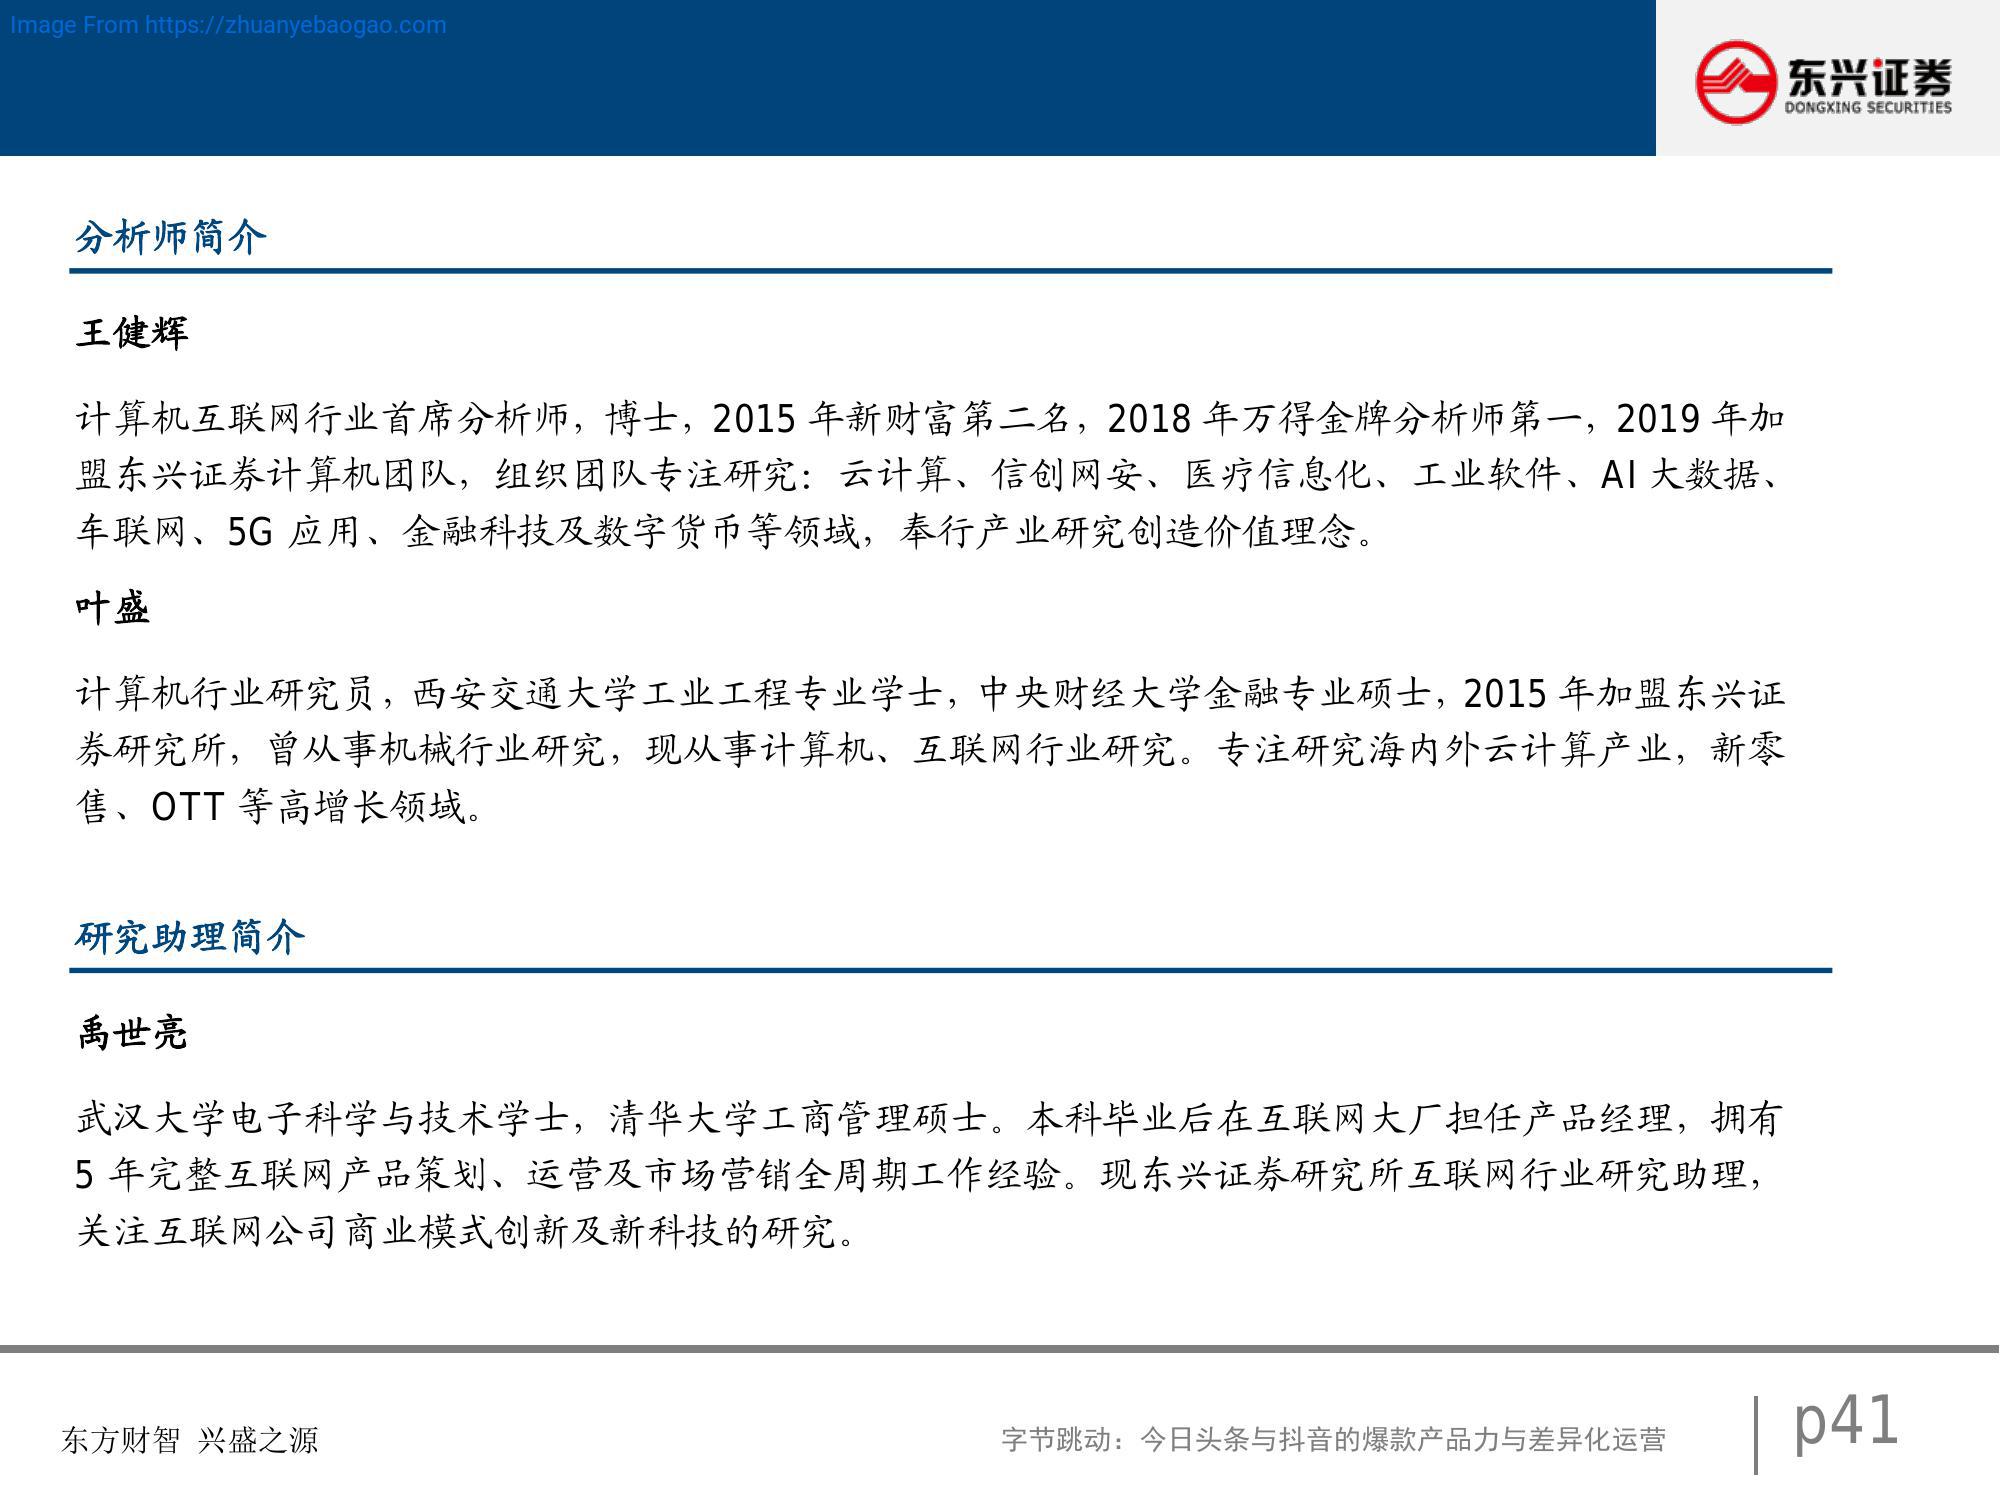 Image From https://zhuanyebaogao.com
东兴证券
DONGXING SECURITIES
分析师简介
王健辉
计算机互联网行业首席分析师，博士，2015 年新财富第二名，2018 年万得金牌分析师第一，2019 年加
盟东兴证券计算机团队，组织团队专注研究：云计算、信创网安、医疗信息化、工业软件、AI 大数据、
车联网、5G 应用、金融科技及数字货币等领域，奉行产业研究创造价值理念。
叶盛
计算机行业研究员，西安交通大学工业工程专业学士，中央财经大学金融专业硕士，2015 年加盟东兴证
券研究所，曾从事机械行业研究，现从事计算机、互联网行业研究。专注研究海内外云计算产业，新零
售、OTT 等高增长领域。
研究助理简介
禹世亮
武汉大学电子科学与技术学士，清华大学工商管理硕士。本科毕业后在互联网大厂担任产品经理，拥有
5 年完整互联网产品策划、运营及市场营销全周期工作经验。现东兴证券研究所互联网行业研究助理，
关注互联网公司商业模式创新及新科技的研究。
东方财智 兴盛之源
字节跳动：今日头条与抖音的爆款产品力与差异化运营
p41